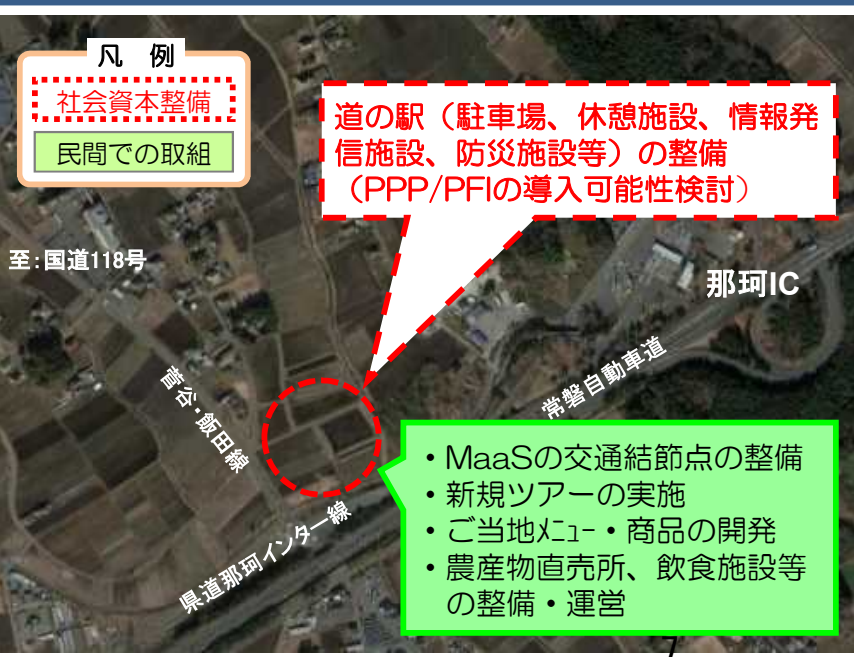 凡 例
社会資本整備
民間での取組
道の駅（駐車場、休憩施設、情報発
信施設、防災施設等）の整備
（PPP/PFIの導入可能性検討）
至:国道118号
那珂IC
菅谷・飯田線
常磐自動車道
県道那珂インター線
・MaaSの交通結節点の整備
・新規ツアーの実施
・ご当地ﾒﾆｭｰ・商品の開発
・農産物直売所、飲食施設等
の整備・運営
7